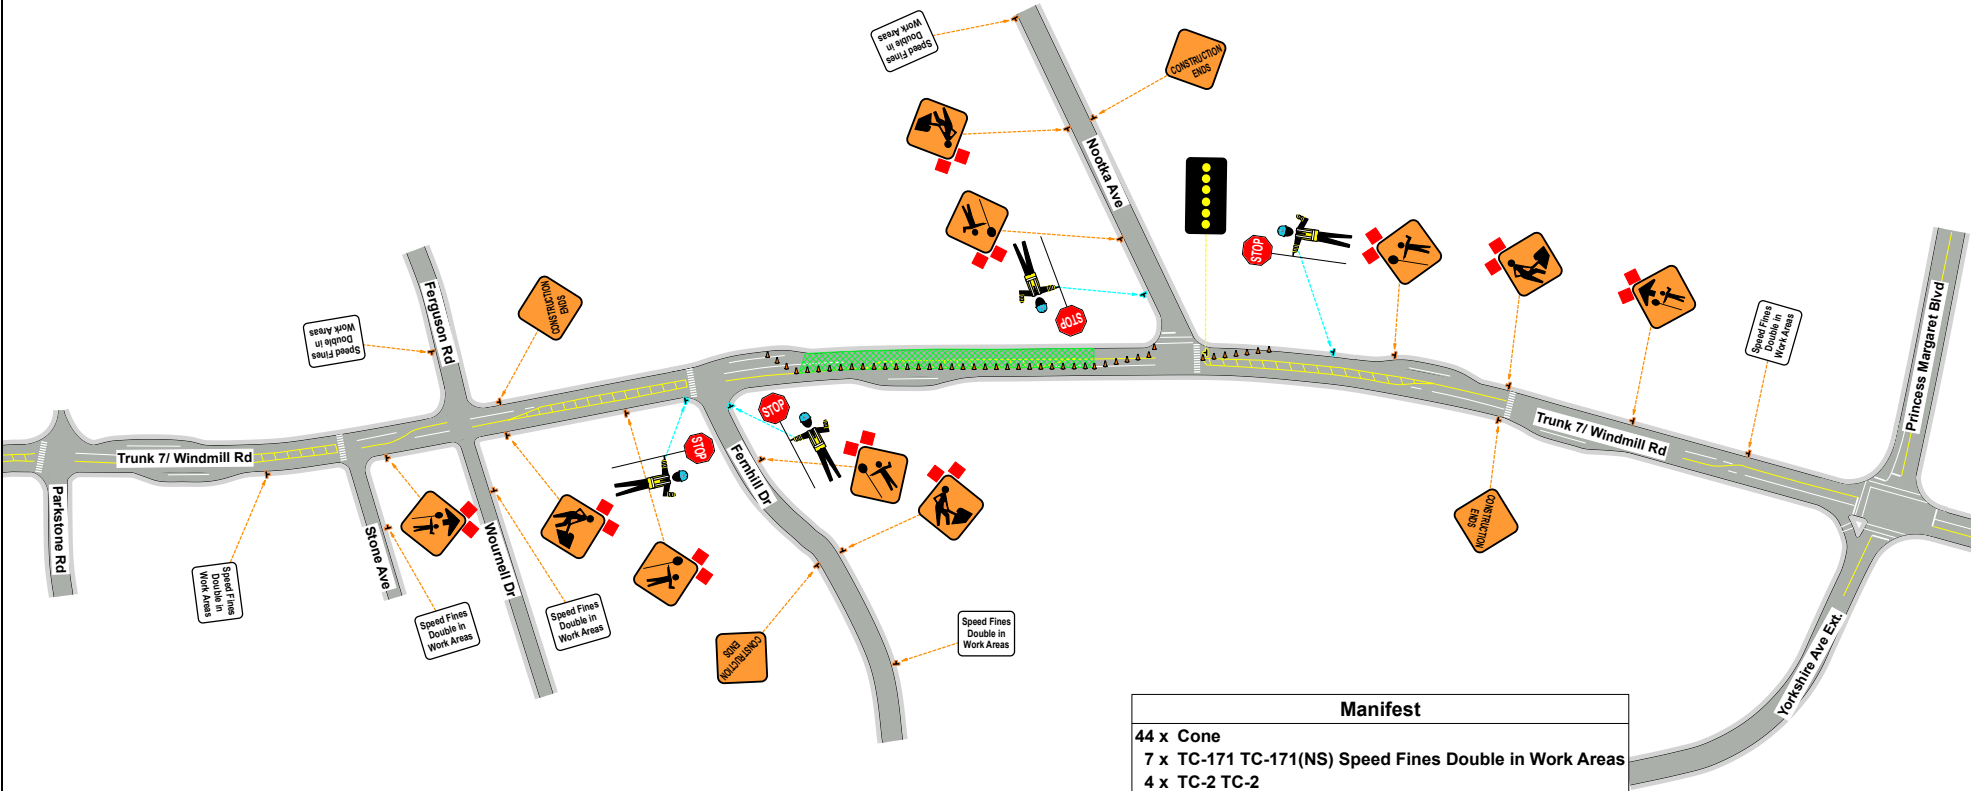 Speed Fines
Double in
Work Areas
CONSTRUCTION
ENDS
Nootka Ave
STOP
STOP
Ferguson Rd
CONSTRUCTION
ENDS
Speed Fines
Double in
Work Areas
Speed Fines
Double in
Work Areas
Princess Margaret Blvd
Trunk 7/ Windmill Rd
Trunk 7/ Windmill Rd
STOP
STOP
Parkstone Rd
Stone Ave
Wournell Dr
Fernhill Dr
CONSTRUCTION
ENDS
Speed Fines
Double in
Work Areas
Speed Fines
Double in
Work Areas
Speed Fines
Double in
Work Areas
CONSTRUCTION
ENDS
Speed Fines
Double in
Work Areas
Yorkshire Ave Ext.
Manifest
44 x Cone
7 x TC-171 TC-171(NS) Speed Fines Double in Work Areas
4 x TC-2 TC-2